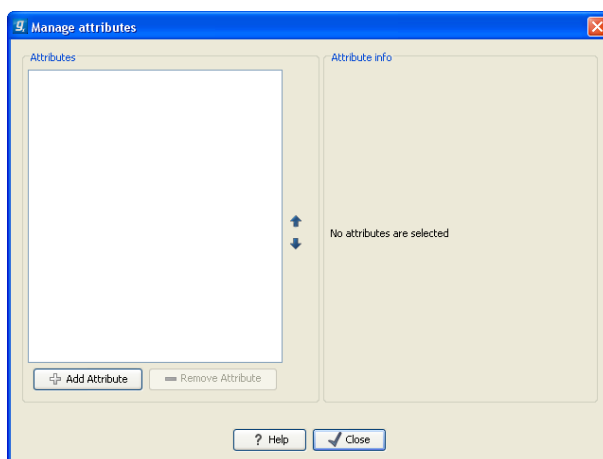 Manage attributes
Attributes
Attribute info
No attributes are selected
Add Attribute
Remove Attribute
? Help
Close